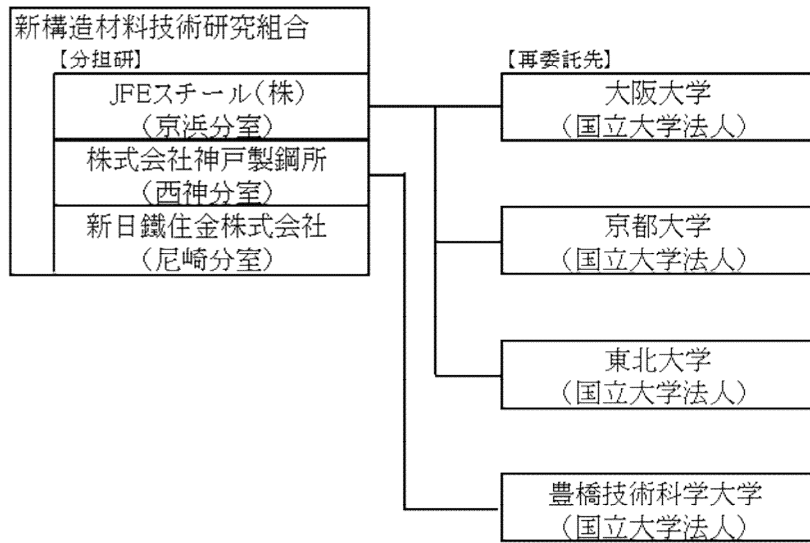 新構造材料技術研究組合
【分担研】
JFEスチール(株)
(京浜分室)
株式会社神戸製鋼所
(西神分室)
新日鐵住金株式会社
(尼崎分室)
【再委託先】
大阪大学
(国立大学法人)
京都大学
(国立大学法人)
東北大学
(国立大学法人)
豊橋技術科学大学
(国立大学法人)